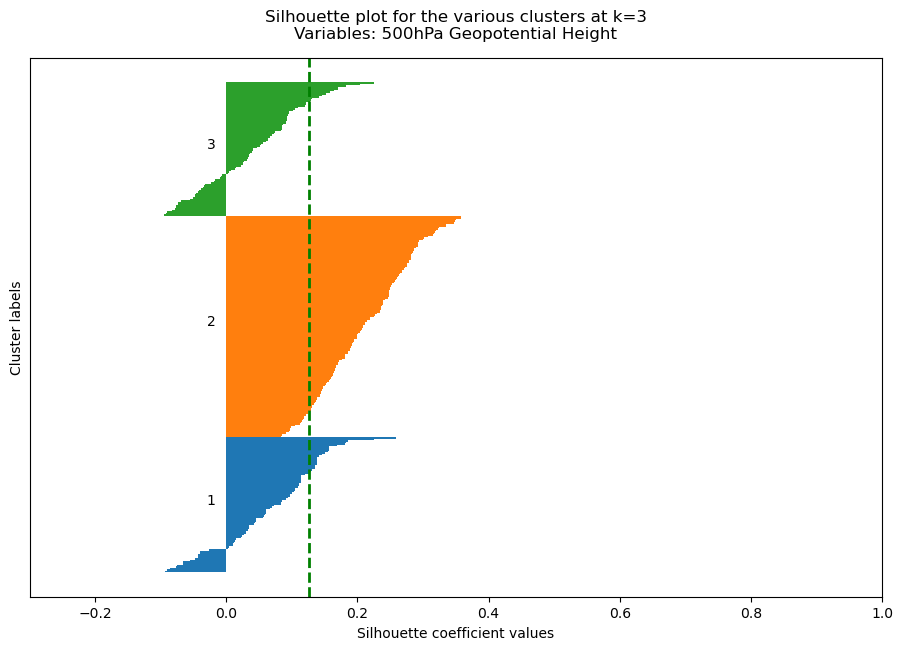 Silhouette plot for the various clusters at k=3
Variables: 500hPa Geopotential Height
3
2
1
Cluster labels
−0.2 0.0 0.2 0.4 0.6 0.8 1.0
Silhouette coefficient values